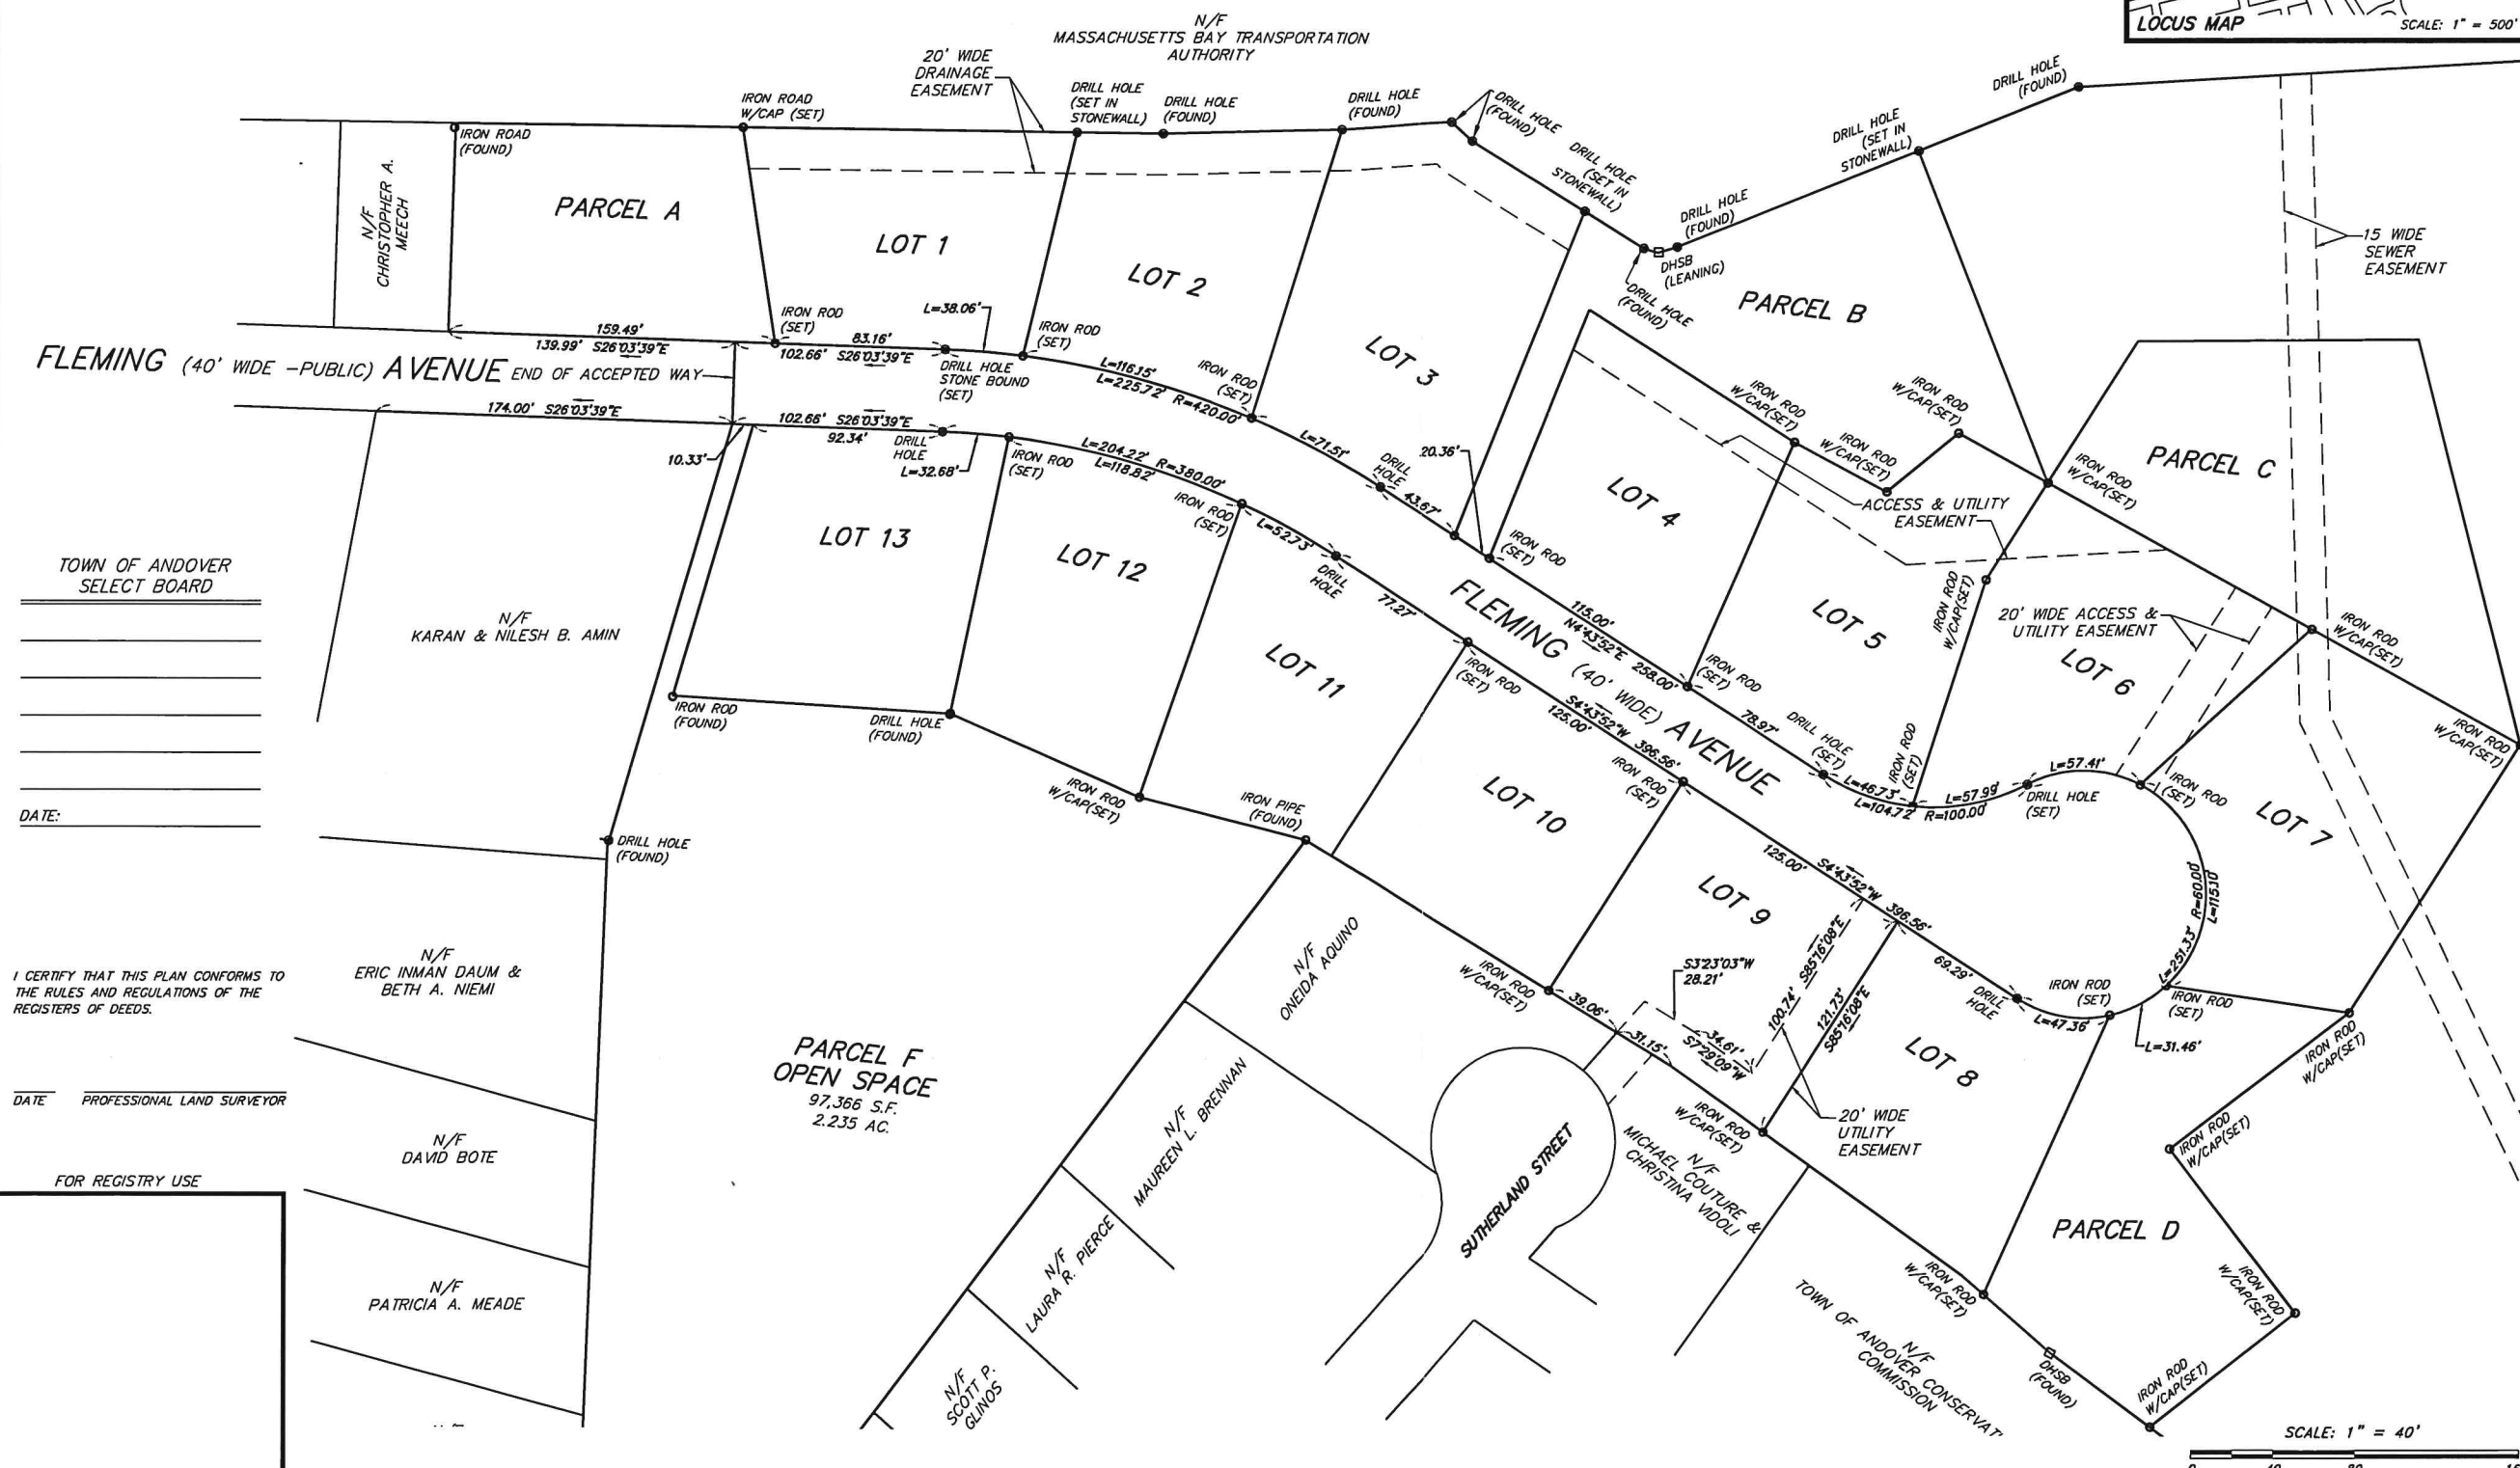 LOCUS MAP
SCALE: 1" = 500'
N/F
MASSACHUSETTS BAY TRANSPORTATION
AUTHORITY
20' WIDE
DRAINAGE
EASEMENT
IRON ROAD
(FOUND)
IRON ROAD
W/CAP (SET)
DRILL HOLE
(SET IN
STONEWALL)
DRILL HOLE
(FOUND)
DRILL HOLE
(FOUND)
DRILL HOLE
(FOUND)
DRILL HOLE
(SET IN
STONEWALL)
DRILL HOLE
(FOUND)
DHSB
(LEANING)
DRILL HOLE
(FOUND)
DRILL HOLE
(SET IN
STONEWALL)
DRILL HOLE
(FOUND)
15 WIDE
SEWER
EASEMENT
N/F
CHRISTOPHER A.
MEECH
PARCEL A
LOT 1
LOT 2
LOT 3
PARCEL B
PARCEL C
159.49'
139.99' S26°03'39"E
IRON ROD
(SET)
83.16'
102.66' S26°03'39"E
L=38.06'
DRILL HOLE
STONE BOUND
(SET)
IRON ROD
(SET)
L=116.15'
L=225.72' R=420.00'
IRON ROD
(SET)
L=71.51'
DRILL
HOLE
43.67'
20.36'
IRON ROD
(SET)
FLEMING (40' WIDE -PUBLIC) AVENUE END OF ACCEPTED WAY
174.00' S26°03'39"E
10.33'
102.66' S26°03'39"E
92.34'
DRILL
HOLE
L=32.68'
IRON ROD
(SET)
L=204.22' R=380.00'
L=118.82'
IRON ROD
(SET)
L=52.73'
DRILL
HOLE
77.27'
LOT 4
LOT 5
LOT 6
LOT 7
IRON ROD
W/CAP(SET)
IRON ROD
W/CAP(SET)
IRON ROD
W/CAP(SET)
IRON ROD
W/CAP(SET)
ACCESS & UTILITY
EASEMENT
IRON ROD
W/CAP(SET)
20' WIDE ACCESS &
UTILITY EASEMENT
IRON ROD
W/CAP(SET)
IRON ROD
W/CAP(SET)
FLEMING (40' WIDE) AVENUE
115.00'
N4°43'52"E 258.00'
IRON ROD
(SET)
78.97'
DRILL HOLE
(SET)
L=46.73'
L=104.72'
IRON ROD
(SET)
L=57.99'
R=100.00'
DRILL HOLE
(SET)
L=57.41'
IRON ROD
(SET)
R=60.00'
L=115.10'
L=251.33'
IRON ROD
(SET)
L=31.46'
IRON ROD
(SET)
L=47.36'
DRILL
HOLE
69.29'
IRON ROD
(SET)
S4°43'52"W 396.56'
125.00'
IRON ROD
(SET)
125.00'
S4°43'52"W 396.56'
LOT 13
LOT 12
LOT 11
LOT 10
LOT 9
LOT 8
TOWN OF ANDOVER
SELECT BOARD
DATE:
N/F
KARAN & NILESH B. AMIN
IRON ROD
(FOUND)
DRILL HOLE
(FOUND)
IRON ROD
W/CAP(SET)
IRON PIPE
(FOUND)
DRILL HOLE
(FOUND)
N/F
ERIC INMAN DAUM &
BETH A. NIEMI
I CERTIFY THAT THIS PLAN CONFORMS TO
THE RULES AND REGULATIONS OF THE
REGISTERS OF DEEDS.
DATE PROFESSIONAL LAND SURVEYOR
FOR REGISTRY USE
N/F
DAVID BOTE
N/F
PATRICIA A. MEADE
PARCEL F
OPEN SPACE
97,366 S.F.
2.235 AC.
N/F
ONEIDA AQUINO
N/F
MAUREEN L. BRENNAN
N/F
LAURA R. PIERCE
N/F
SCOTT P.
GLINOS
SUTHERLAND STREET
IRON ROD
W/CAP(SET)
39.06'
31.15'
S3°23'03"W
28.21'
34.61'
S7°29'09"W
100.74' S85°16'08"E
121.73'
S85°16'08"E
IRON ROD
W/CAP(SET)
20' WIDE
UTILITY
EASEMENT
N/F
MICHAEL COUTURE &
CHRISTINA VIDOLI
IRON ROD
W/CAP(SET)
IRON ROD
W/CAP(SET)
PARCEL D
IRON ROD
W/CAP(SET)
IRON ROD
W/CAP(SET)
DHSB
(FOUND)
IRON ROD
W/CAP(SET)
N/F
TOWN OF ANDOVER CONSERVAT
COMMISSION
SCALE: 1" = 40'